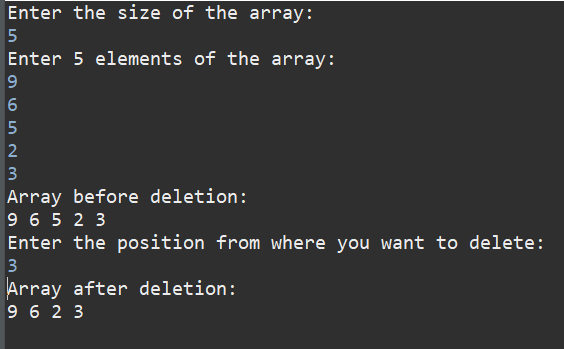 Enter the size of the array:
5
Enter 5 elements of the array:
9
6
5
2
3
Array before deletion:
9 6 5 2 3
Enter the position from where you want to delete:
3
Array after deletion:
9 6 2 3